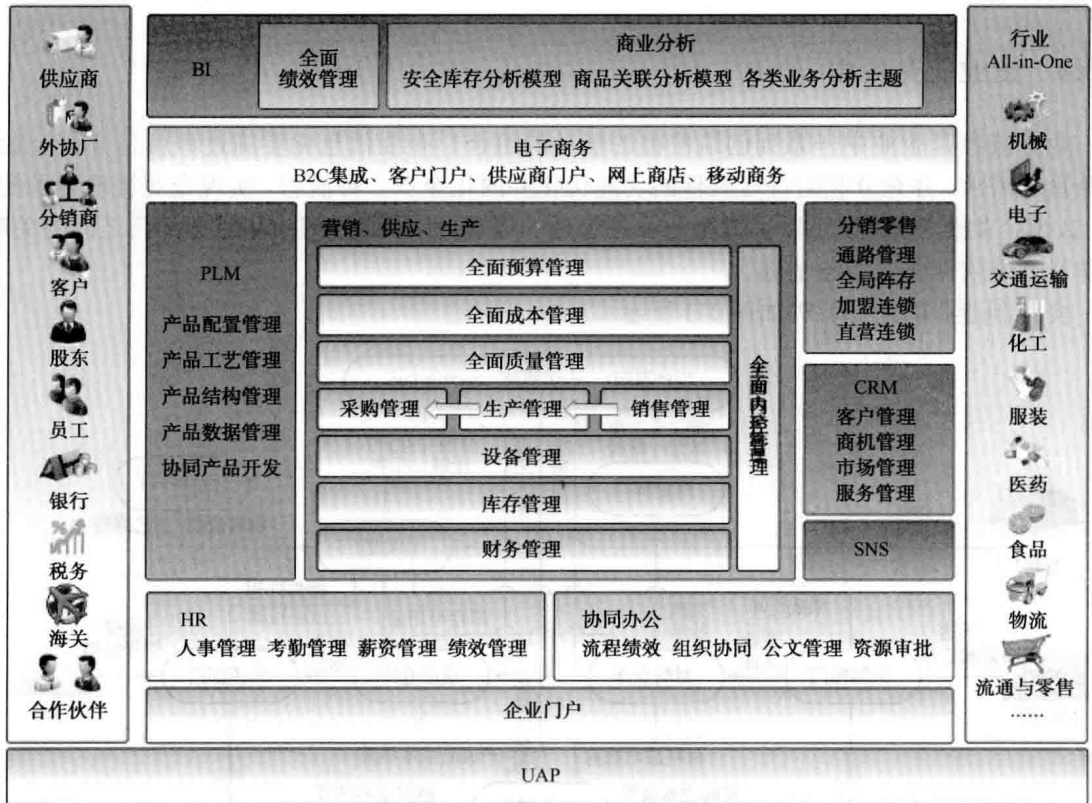 供应商
外协厂
分销商
客户
股东
员工
银行
税务
海关
合作伙伴
BI
全面
绩效管理
商业分析
安全库存分析模型 商品关联分析模型 各类业务分析主题
电子商务
B2C集成、客户门户、供应商门户、网上商店、移动商务
PLM
产品配置管理
产品工艺管理
产品结构管理
产品数据管理
协同产品开发
营销、供应、生产
全面预算管理
全面成本管理
全面质量管理
采购管理 生产管理 销售管理
设备管理
库存管理
财务管理
全面内控管理
分销零售
通路管理
全局阵存
加盟连锁
直营连锁
CRM
客户管理
商机管理
市场管理
服务管理
SNS
HR
人事管理 考勤管理 薪资管理 绩效管理
协同办公
流程绩效 组织协同 公文管理 资源审批
企业门户
行业
All-in-One
机械
电子
交通运输
化工
服装
医药
食品
物流
流通与零售
……
UAP